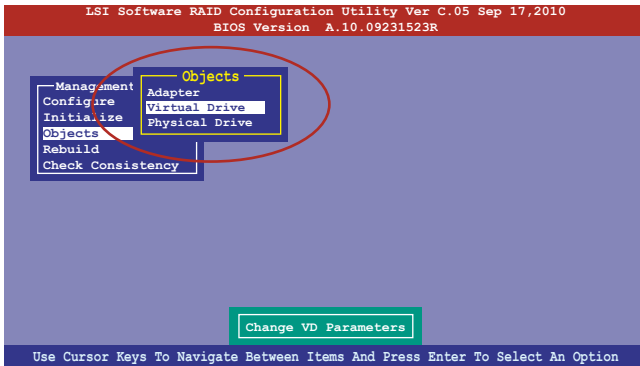 LSI Software RAID Configuration Utility Ver C.05 Sep 17,2010
BIOS Version A.10.09231523R
Management
Configure
Initialize
Objects
Rebuild
Check Consistency
Objects
Adapter
Virtual Drive
Physical Drive
Change VD Parameters
Use Cursor Keys To Navigate Between Items And Press Enter To Select An Option